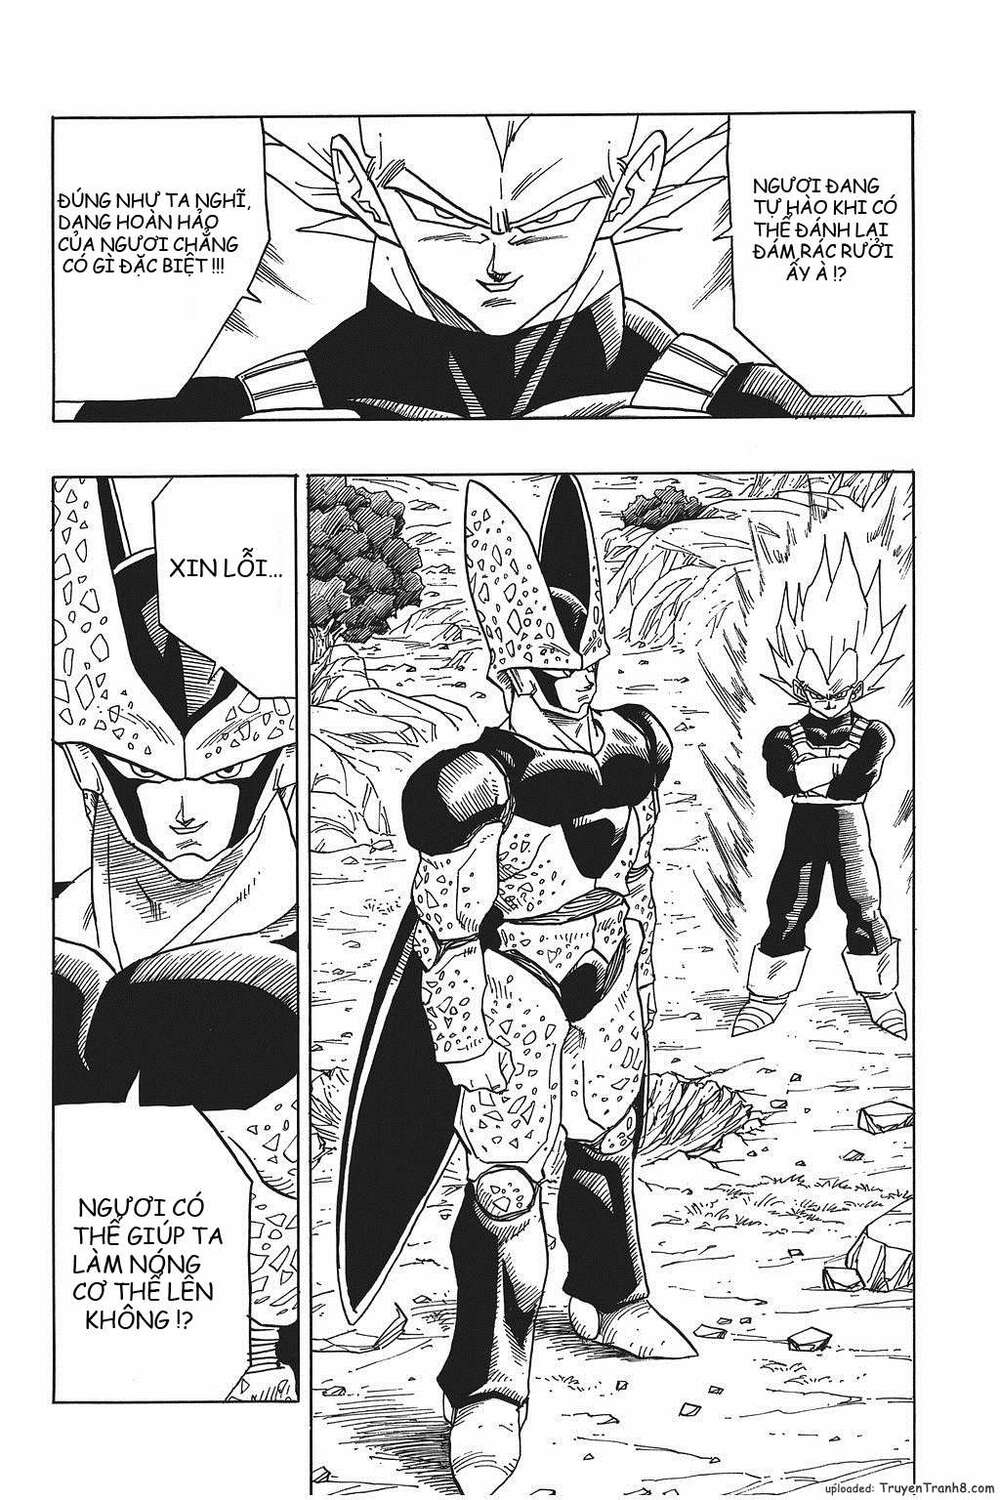 NGƯƠI ĐANG
TỰ HÀO KHI CÓ
THỂ ĐÁNH LẠI
ĐÁM RÁC RƯỞI
ẤY À !?
ĐÚNG NHƯ TA NGHĨ,
DẠNG HOÀN HẢO
CỦA NGƯƠI CHẲNG
CÓ GÌ ĐẶC BIỆT !!!
XIN LỖI...
NGƯƠI CÓ
THỂ GIÚP TA
LÀM NÓNG
CƠ THỂ LÊN
KHÔNG !?
uploaded: TruyenTranh8.com